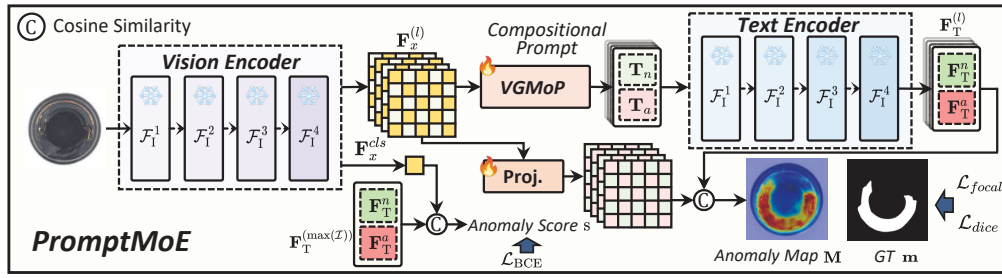 Ⓒ Cosine Similarity
Vision Encoder
F_I^1
F_I^2
F_I^3
F_I^4
F_x^{(l)}
F_x^{cls}
Compositional
Prompt
VGMoP
T_n
T_a
Text Encoder
F_I^1
F_I^2
F_I^3
F_I^4
F_T^{(l)}
F_T^n
F_T^a
Proj.
F_T^{(max(I))}
F_T^n
F_T^a
C
Anomaly Score s
L_BCE
C
Anomaly Map M
GT m
L_focal
L_dice
PromptMoE